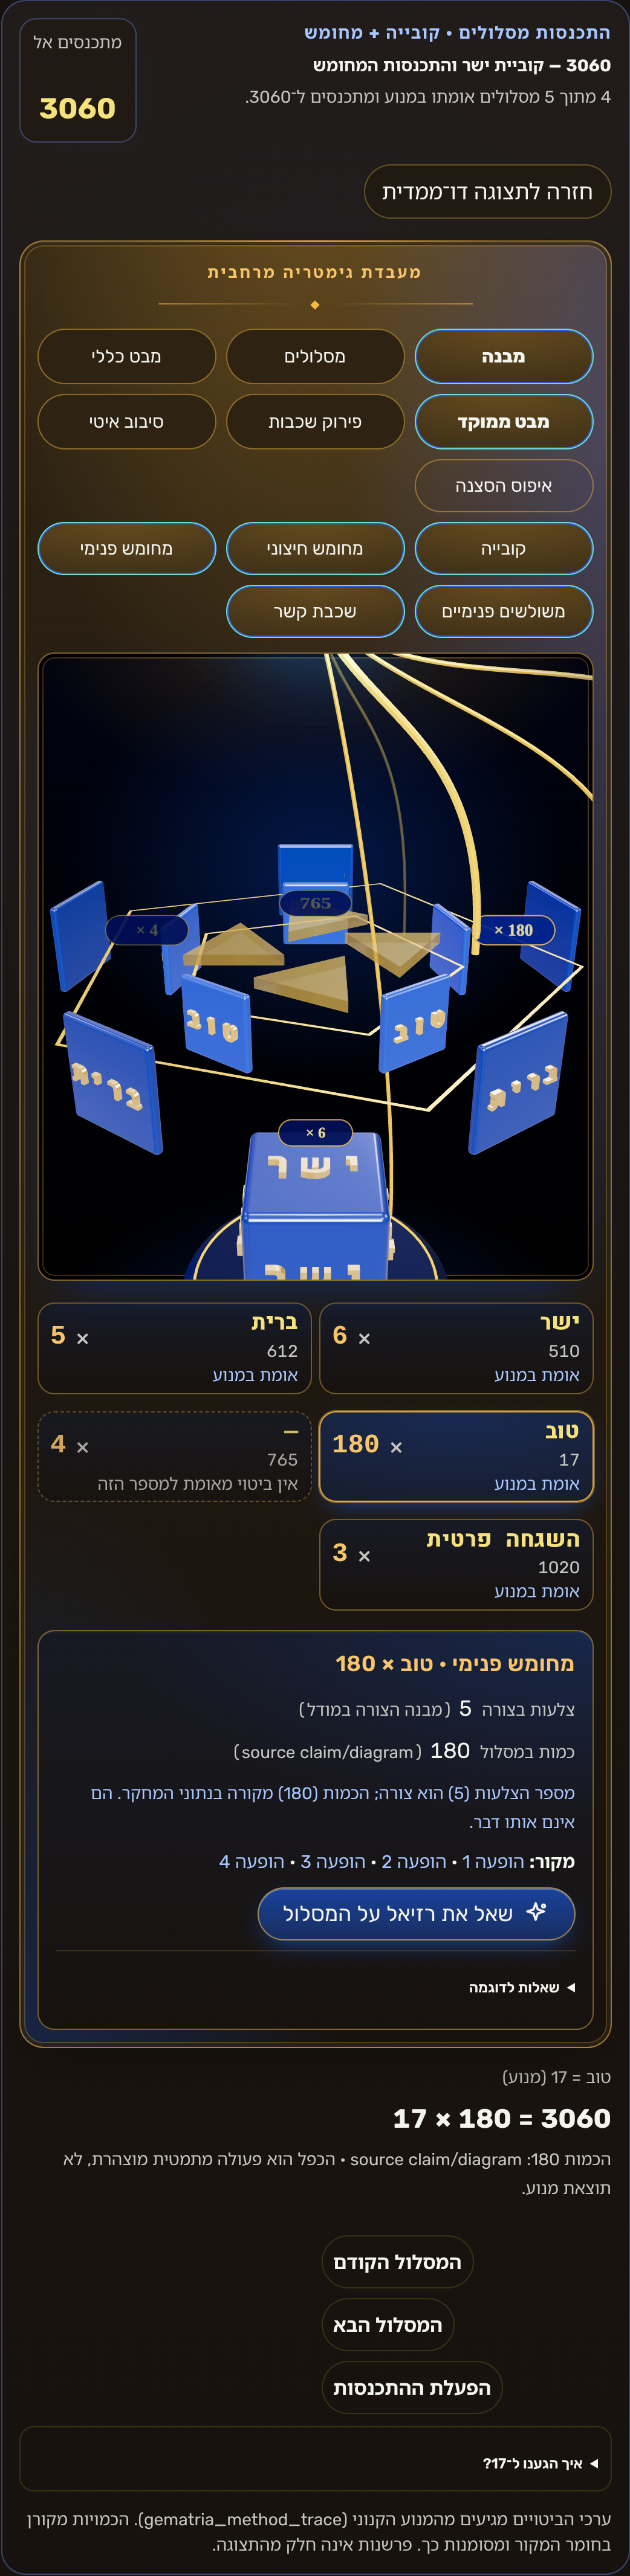 התכנסות מסלולים • קובייה + מחומש
3060 – קוביית ישר והתכנסות המחומש
4 מתוך 5 מסלולים אומתו במנוע ומתכנסים ל־3060.
מתכנסים אל
3060
חזרה לתצוגה דו־ממדית
מעבדת גימטריה מרחבית
מבנה
מסלולים
מבט כללי
מבט ממוקד
פירוק שכבות
סיבוב איטי
איפוס הסצנה
קובייה
מחומש חיצוני
מחומש פנימי
משולשים פנימיים
שכבת קשר
765
× 4
× 180
טוב
טוב
ברית
ברית
× 6
ישר
ישר
ישר
510
אומת במנוע
× 6
ברית
612
אומת במנוע
× 5
טוב
17
אומת במנוע
× 180
—
765
אין ביטוי מאומת למספר הזה
× 4
השגחה פרטית
1020
אומת במנוע
× 3
מחומש פנימי • טוב × 180
צלעות בצורה 5 (מבנה הצורה במודל)
כמות במסלול 180 (source claim/diagram)
מספר הצלעות (5) הוא צורה; הכמות (180) מקורה בנתוני המחקר. הם
אינם אותו דבר.
מקור: הופעה 1 • הופעה 2 • הופעה 3 • הופעה 4
שאל את רזיאל על המסלול
◀ שאלות לדוגמה
טוב = 17 (מנוע)
17 × 180 = 3060
הכמות 180: source claim/diagram • הכפל הוא פעולה מתמטית מוצהרת, לא
תוצאת מנוע.
המסלול הקודם
המסלול הבא
הפעלת ההתכנסות
◀ איך הגענו ל־17?
ערכי הביטויים מגיעים מהמנוע הקנוני (gematria_method_trace). הכמויות מקורן
בחומר המקור ומסומנות כך. פרשנות אינה חלק מהתצוגה.